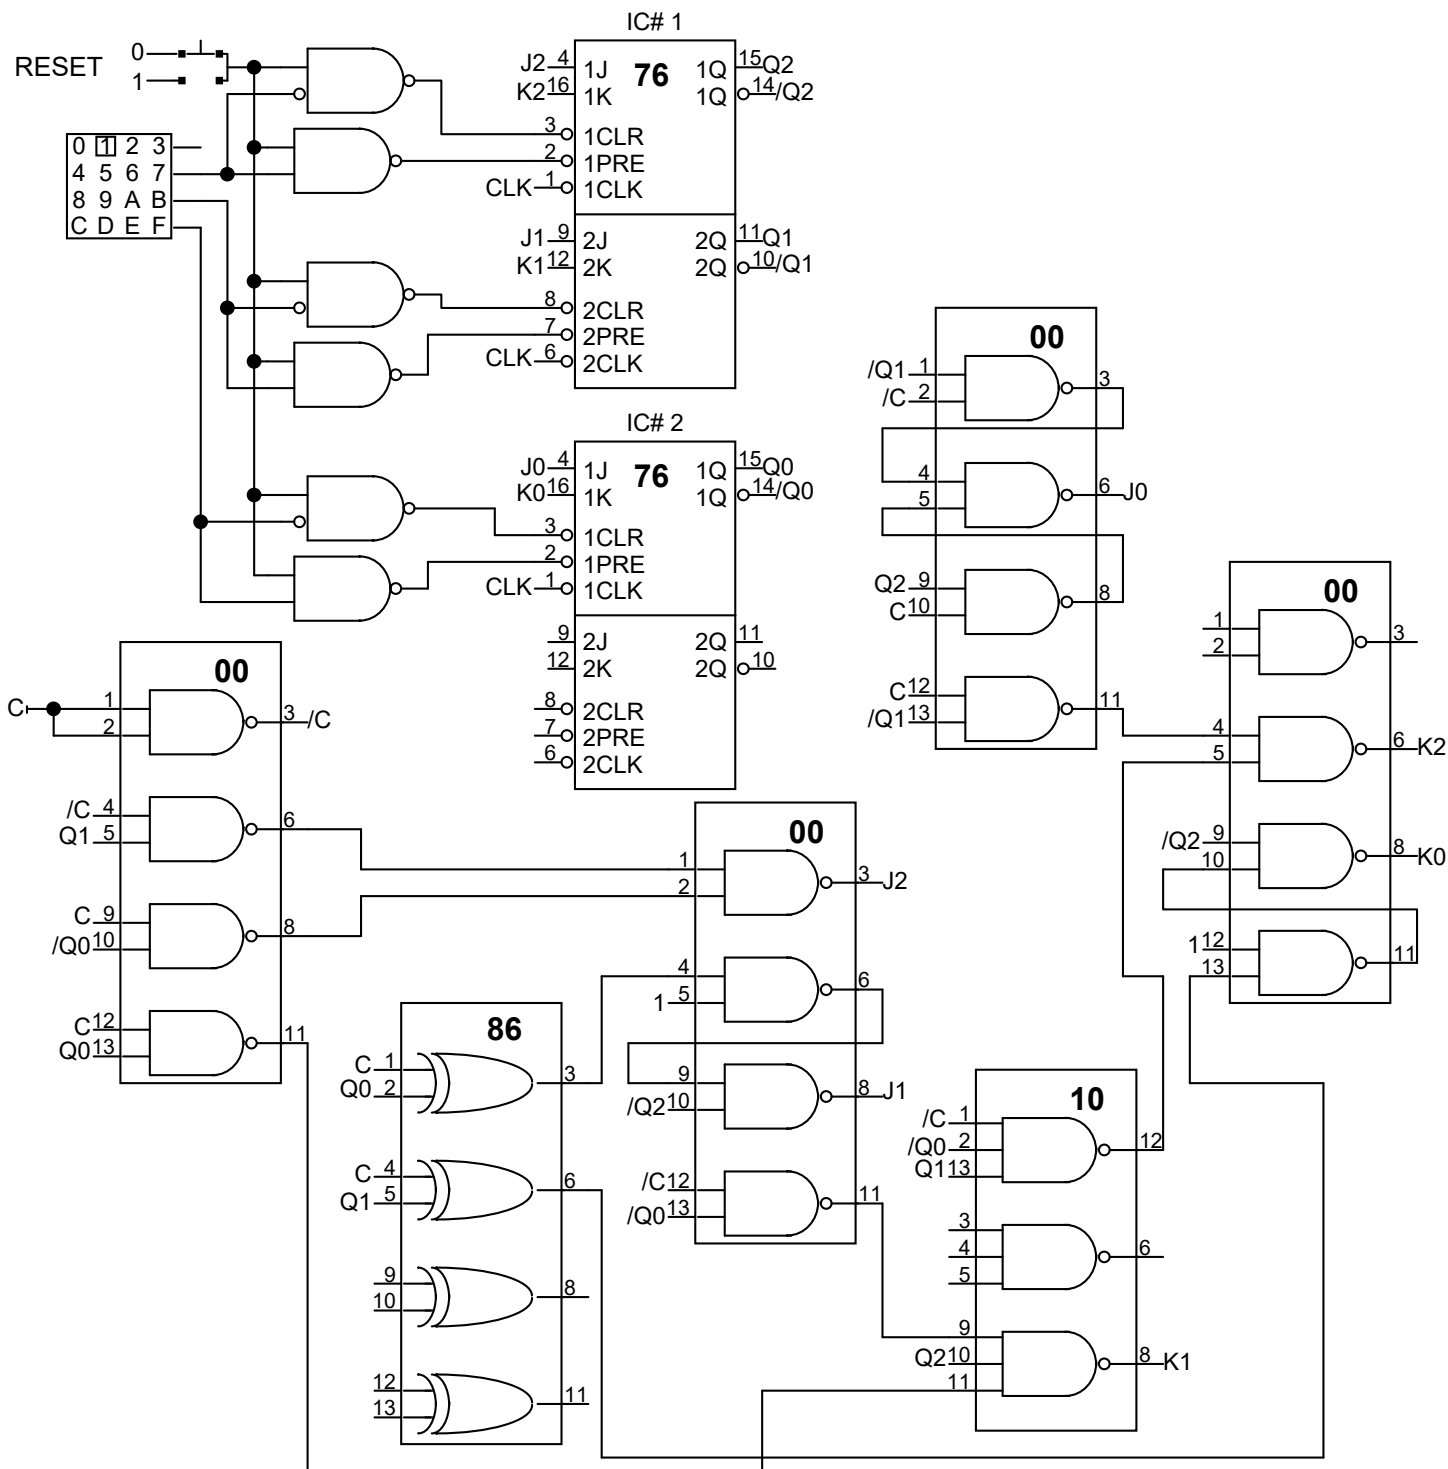 IC# 1
RESET
0
1
0 1 2 3
4 5 6 7
8 9 A B
C D E F
J2 4 1J 76 1Q 15 Q2
K2 16 1K 1Q 14 /Q2
3 1CLR
2 1PRE
CLK 1 1CLK
J1 9 2J 2Q 11 Q1
K1 12 2K 2Q 10 /Q1
8 2CLR
7 2PRE
CLK 6 2CLK
IC# 2
J0 4 1J 76 1Q 15 Q0
K0 16 1K 1Q 14 /Q0
3 1CLR
2 1PRE
CLK 1 1CLK
9 2J 2Q 11
12 2K 2Q 10
8 2CLR
7 2PRE
6 2CLK
00
/Q1 1 3
/C 2
4 6 J0
5
Q2 9 8
C 10
C 12 11
/Q1 13
00
1 3
2
4 6 K2
5
/Q2 9 8 K0
10
1 12 11
13
00
C 1 3 /C
2
/C 4 6
Q1 5
C 9 8
/Q0 10
C 12 11
Q0 13
00
1 3 J2
2
4 6
1 5
9 8 J1
/Q2 10
/C 12 11
/Q0 13
86
C 1 3
Q0 2
C 4 6
Q1 5
9 8
10
12 11
13
10
/C 1 12
/Q0 2
Q1 13
3
4 6
5
9
Q2 10 8 K1
11